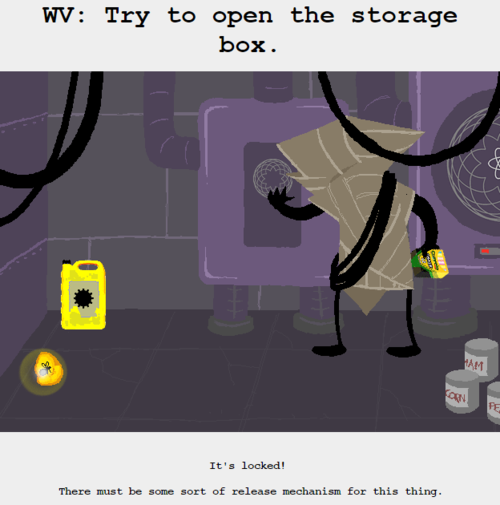 WV: Try to open the storage
box.
HAM
CORN
PE
It's locked!
There must be some sort of release mechanism for this thing.